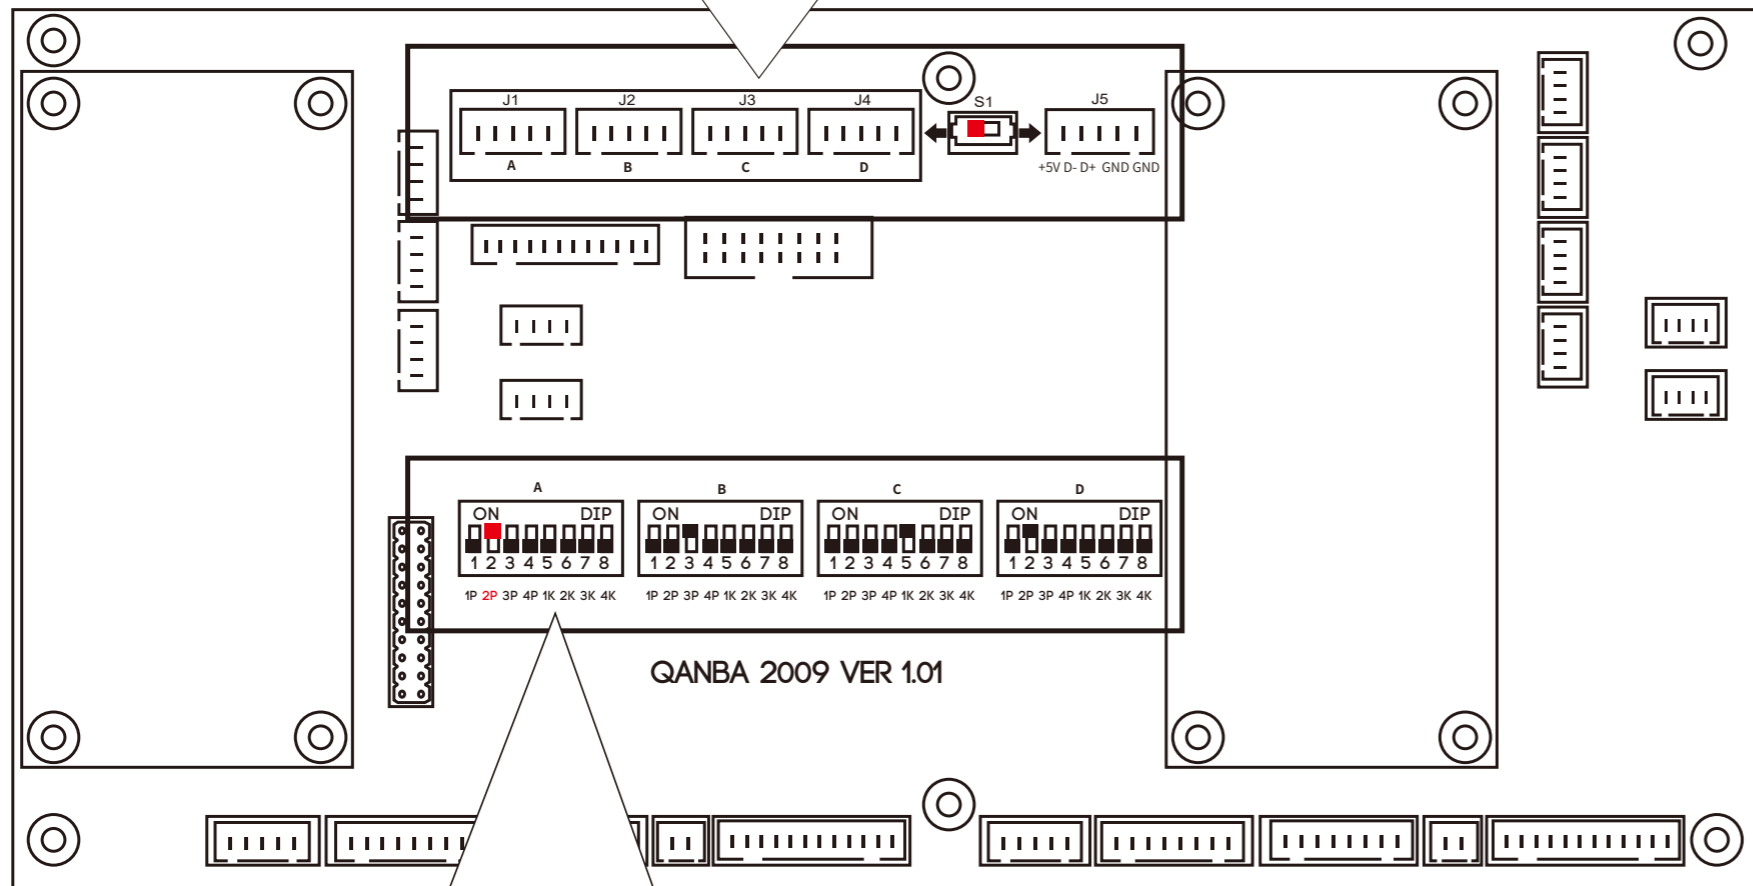 J1 J2 J3 J4 S1 J5
A B C D +5V D- D+ GND GND
A B C D
ON DIP ON DIP ON DIP ON DIP
1 2 3 4 5 6 7 8 1 2 3 4 5 6 7 8 1 2 3 4 5 6 7 8 1 2 3 4 5 6 7 8
1P 2P 3P 4P 1K 2K 3K 4K 1P 2P 3P 4P 1K 2K 3K 4K 1P 2P 3P 4P 1K 2K 3K 4K 1P 2P 3P 4P 1K 2K 3K 4K
QANBA 2009 VER 1.01